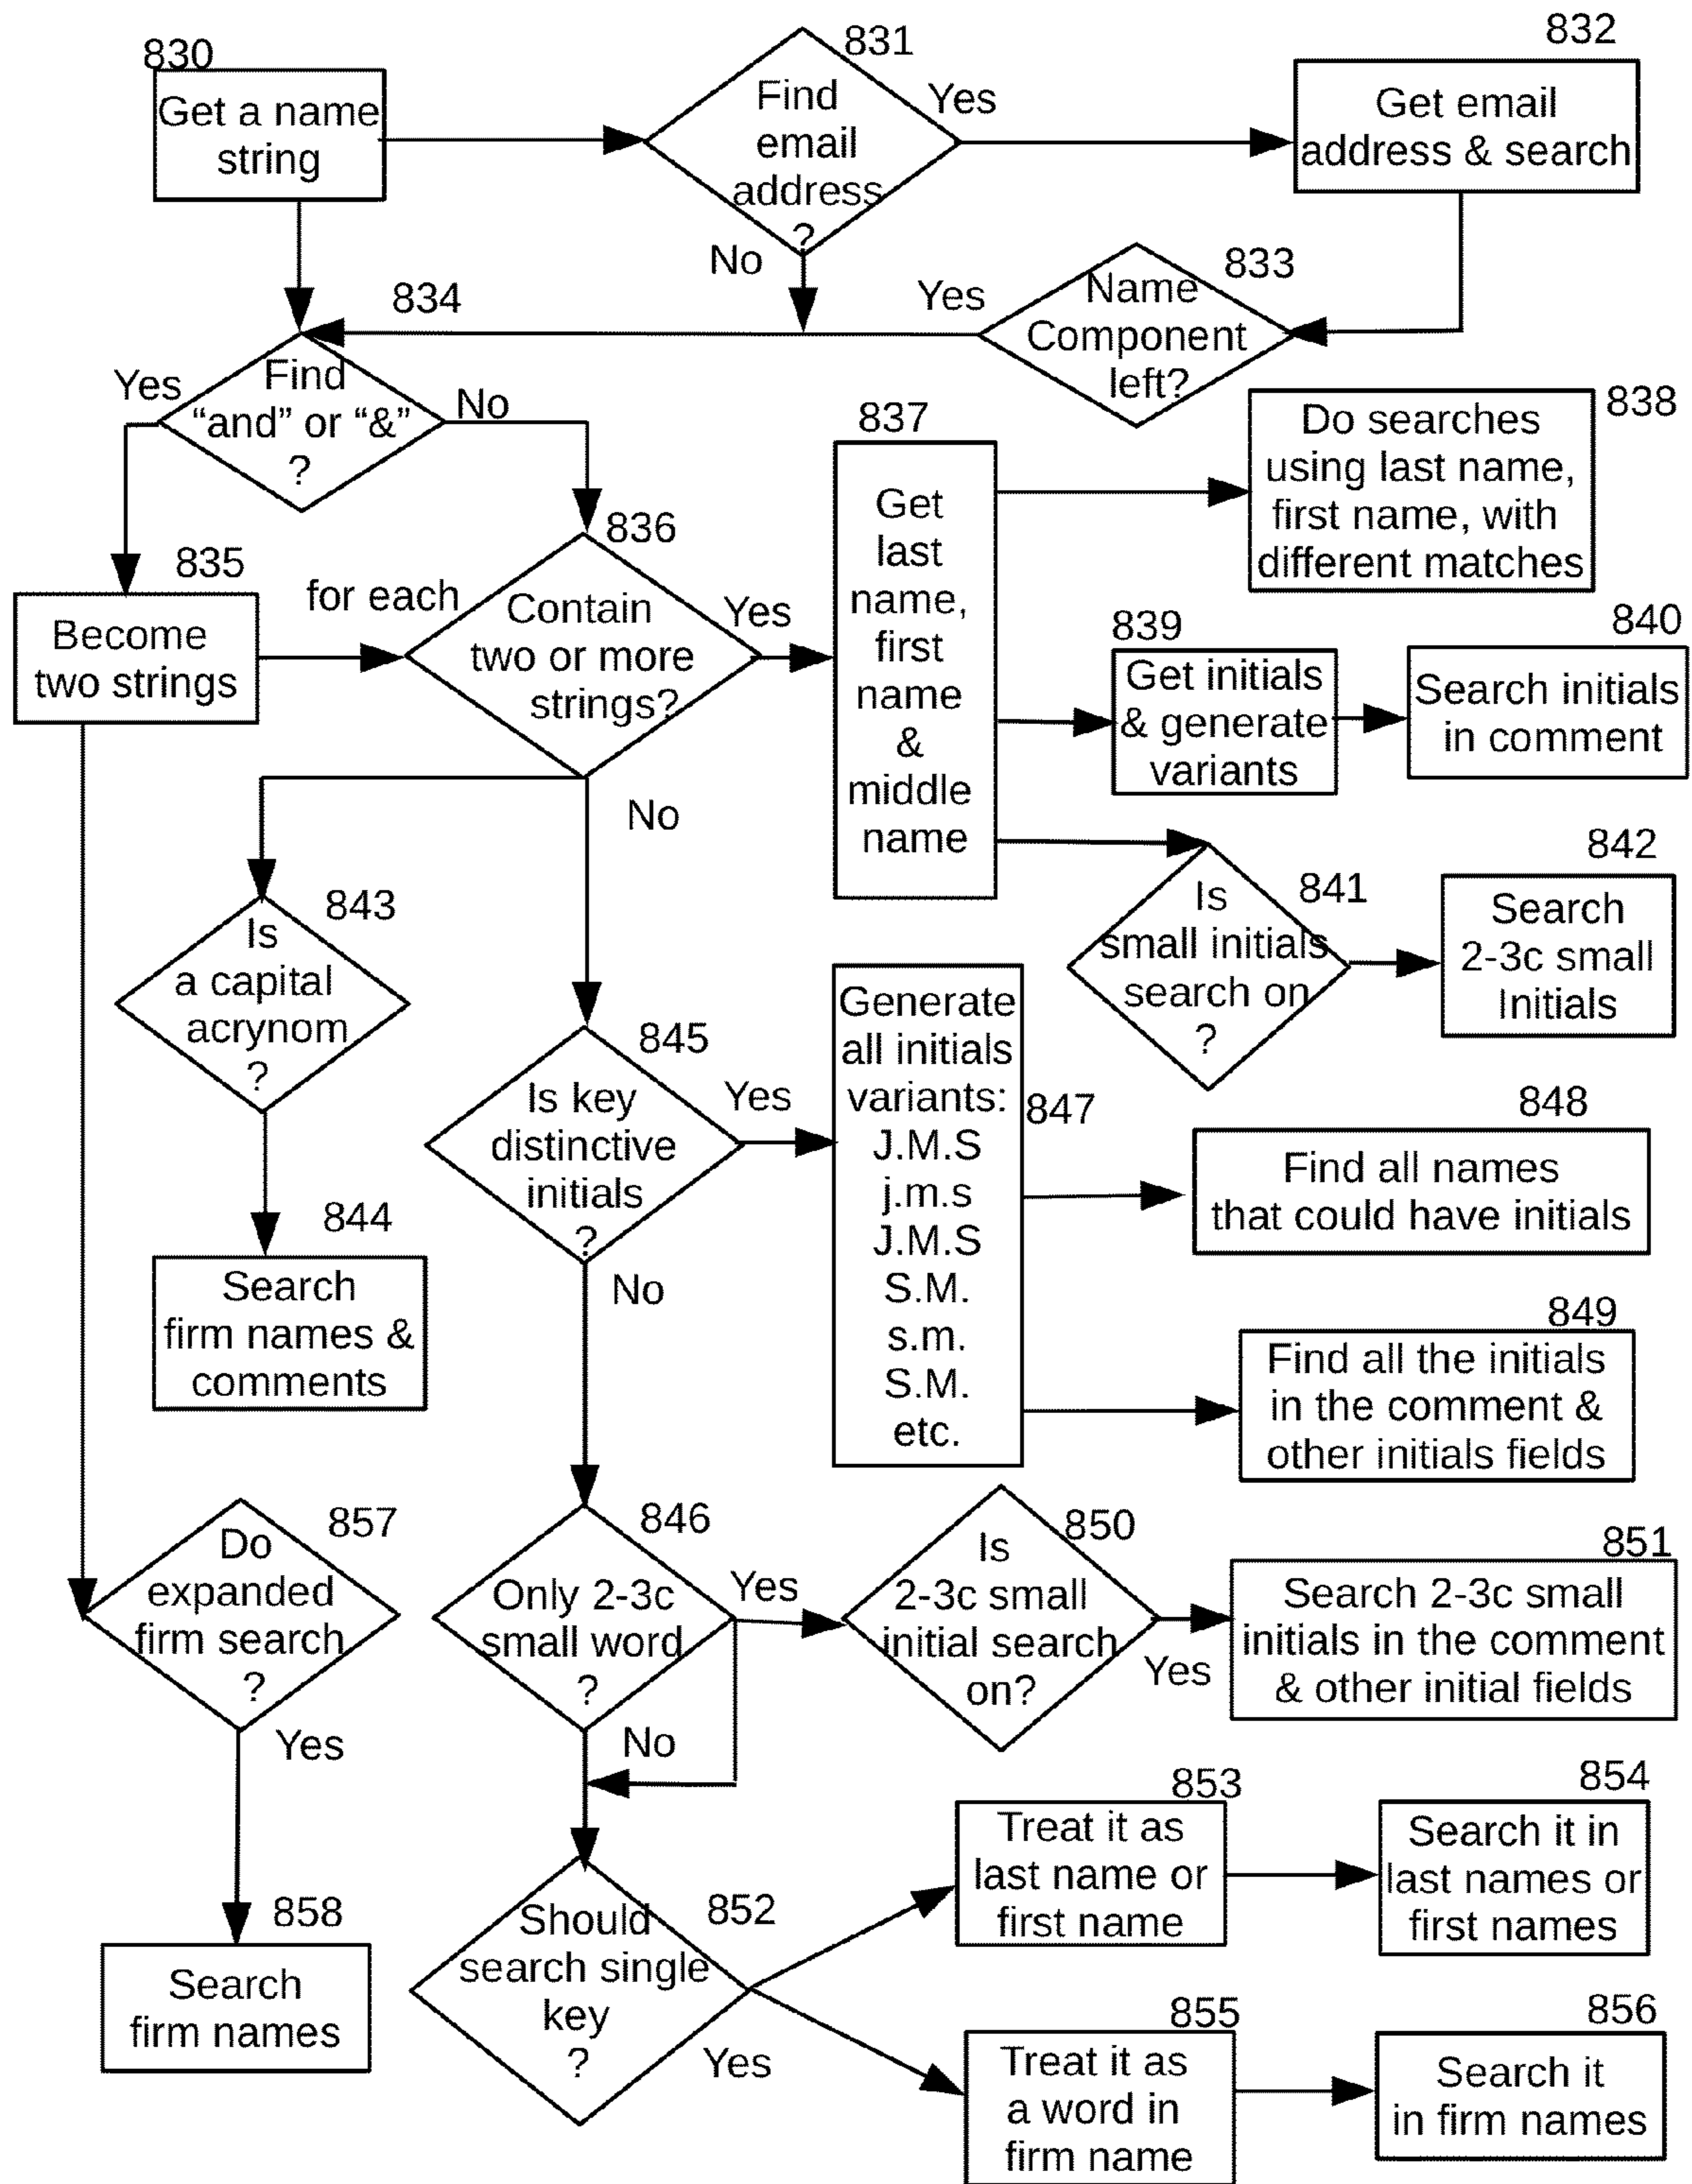 830
Get a name
string
831
Find
email
address
?
Yes
No
832
Get email
address & search
833
Name
Component
left?
Yes
834
Find
“and” or “&”
?
Yes
No
835
Become
two strings
for each
836
Contain
two or more
strings?
Yes
No
837
Get
last
name,
first
name
&
middle
name
838
Do searches
using last name,
first name, with
different matches
839
Get initials
& generate
variants
840
Search initials
in comment
841
Is
small initials
search on
?
842
Search
2-3c small
Initials
843
Is
a capital
acrynom
?
844
Search
firm names &
comments
845
Is key
distinctive
initials
?
Yes
No
Generate
all initials
variants:
J.M.S
j.m.s
J.M.S
S.M.
s.m.
S.M.
etc.
847
848
Find all names
that could have initials
849
Find all the initials
in the comment &
other initials fields
857
Do
expanded
firm search
?
Yes
858
Search
firm names
846
Only 2-3c
small word
?
Yes
No
850
Is
2-3c small
initial search
on?
Yes
851
Search 2-3c small
initials in the comment
& other initial fields
852
Should
search single
key
?
Yes
853
Treat it as
last name or
first name
854
Search it in
last names or
first names
855
Treat it as
a word in
firm name
856
Search it
in firm names